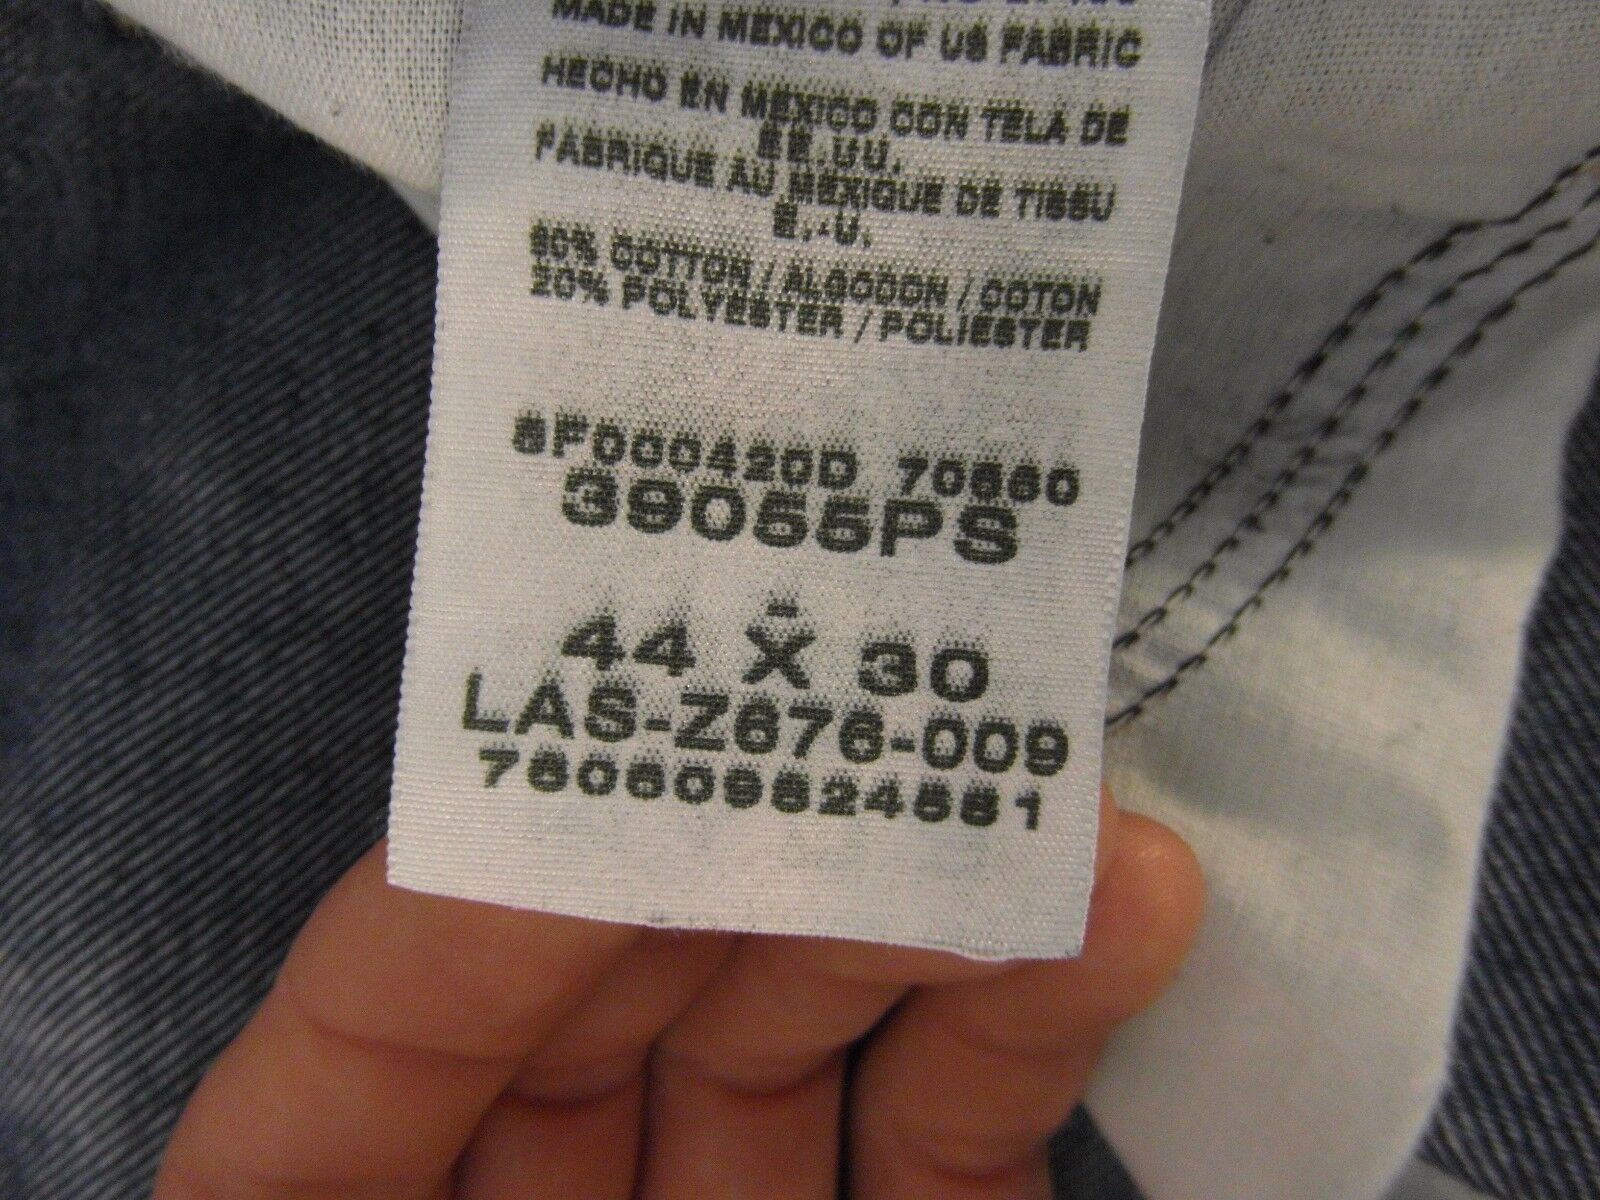 MADE IN MEXICO OF US FABRIC
HECHO EN MEXICO CON TELA DE
EE.UU.
FABRIQUE AU MEXIQUE DE TISSU
E.-U.
80% COTTON / ALGODON / COTON
20% POLYESTER / POLIESTER
8F000420D 70860
39055PS
-
44 X 30
LAS-Z676-009